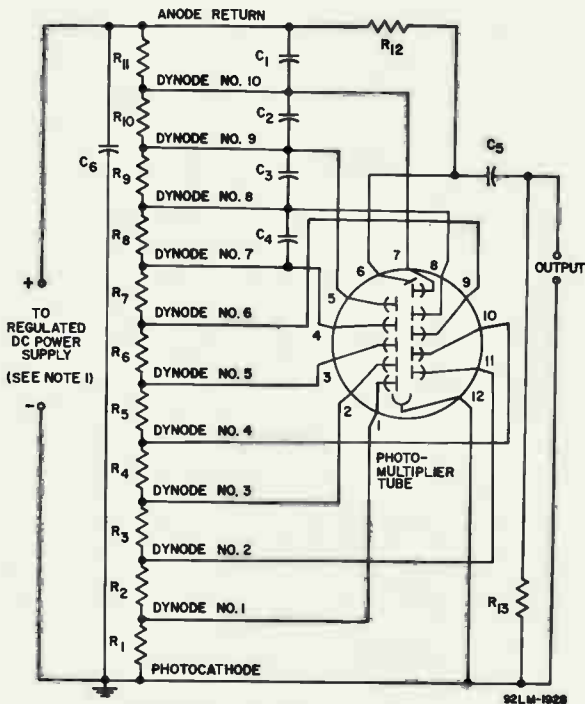 ANODE RETURN
R12
R11
C1
DYNODE NO. 10
R10
C2
DYNODE NO. 9
C5
C6
R9
C3
DYNODE NO. 8
R8
C4
DYNODE NO. 7
6
7
8
9
OUTPUT
+
TO
REGULATED
DC POWER
SUPPLY
(SEE NOTE 1)
-
R7
DYNODE NO. 6
5
10
4
R6
11
DYNODE NO. 5
3
12
R5
2
1
DYNODE NO. 4
PHOTO-
MULTIPLIER
TUBE
R4
DYNODE NO. 3
R3
DYNODE NO. 2
R2
R13
DYNODE NO. 1
R1
PHOTOCATHODE
92LM-1928